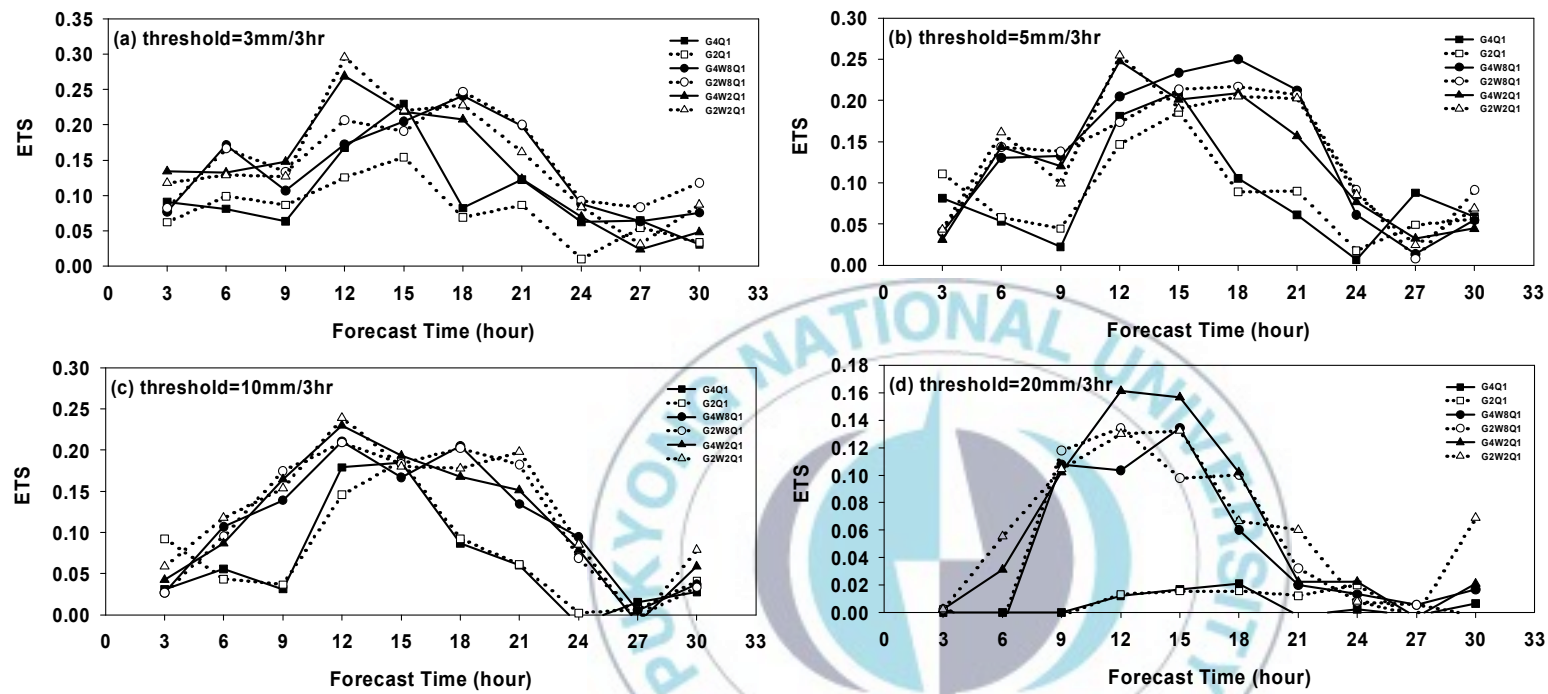 (a) threshold=3mm/3hr
G4Q1
G2Q1
G4W8Q1
G2W8Q1
G4W2Q1
G2W2Q1
ETS
0.35
0.30
0.25
0.20
0.15
0.10
0.05
0.00
0 3 6 9 12 15 18 21 24 27 30 33
Forecast Time (hour)
(b) threshold=5mm/3hr
G4Q1
G2Q1
G4W8Q1
G2W8Q1
G4W2Q1
G2W2Q1
ETS
0.30
0.25
0.20
0.15
0.10
0.05
0.00
0 3 6 9 12 15 18 21 24 27 30 33
Forecast Time (hour)
(c) threshold=10mm/3hr
G4Q1
G2Q1
G4W8Q1
G2W8Q1
G4W2Q1
G2W2Q1
ETS
0.30
0.25
0.20
0.15
0.10
0.05
0.00
0 3 6 9 12 15 18 21 24 27 30 33
Forecast Time (hour)
(d) threshold=20mm/3hr
G4Q1
G2Q1
G4W8Q1
G2W8Q1
G4W2Q1
G2W2Q1
ETS
0.18
0.16
0.14
0.12
0.10
0.08
0.06
0.04
0.02
0.00
0 3 6 9 12 15 18 21 24 27 30 33
Forecast Time (hour)
PUKYONG NATIONAL UNIVERSITY